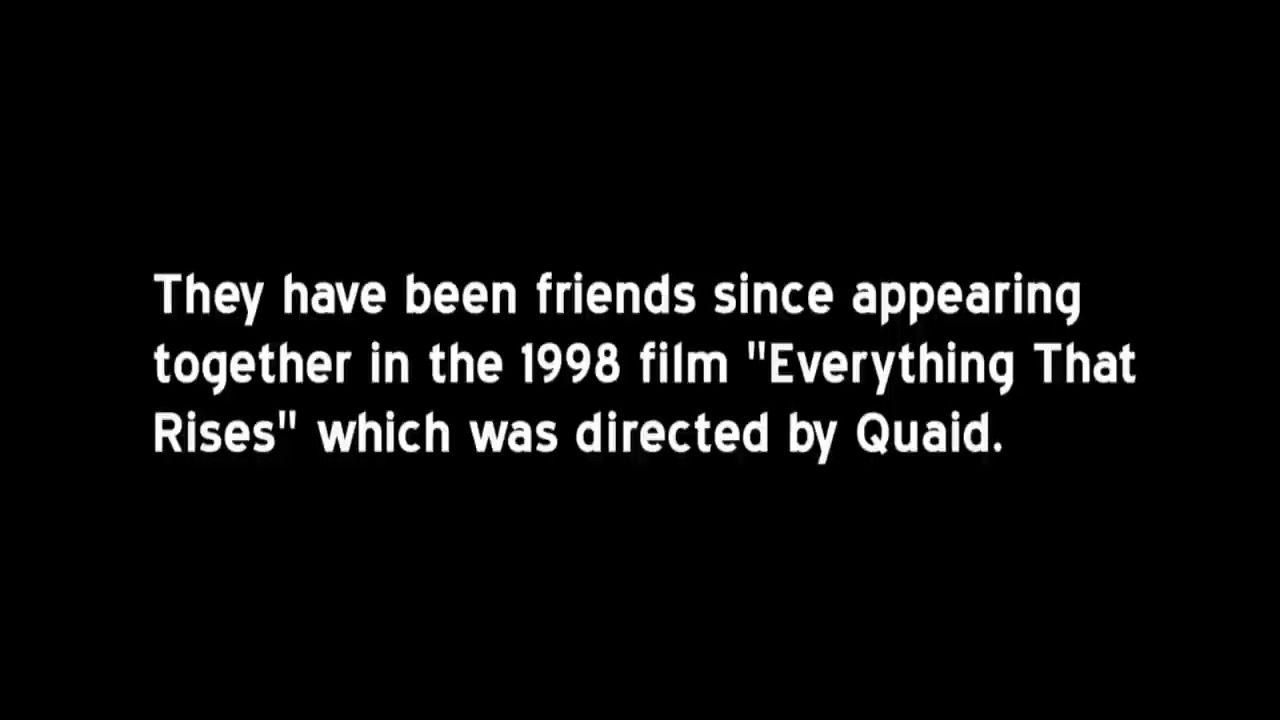 They have been friends since appearing
together in the 1998 film "Everything That
Rises" which was directed by Quaid.